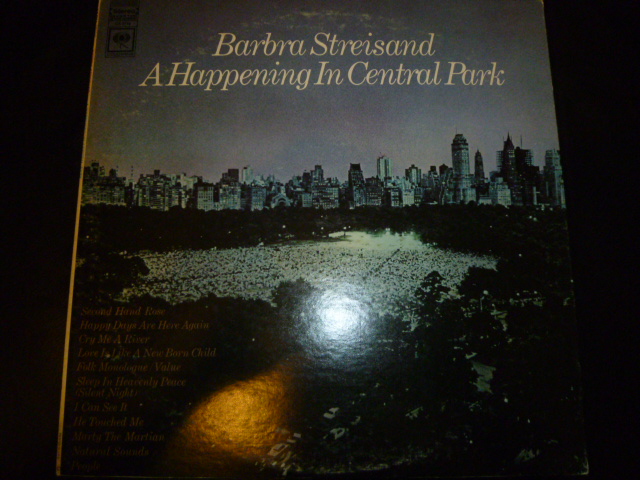 Barbra Streisand
A Happening In Central Park
Second Hand Rose
Happy Days Are Here Again
Cry Me A River
Love Is Like A New Born Child
Folk Monologue / Value
Sleep In Heavenly Peace
(Silent Night)
I Can See It
He Touched Me
Marty The Martian
Natural Sounds
People